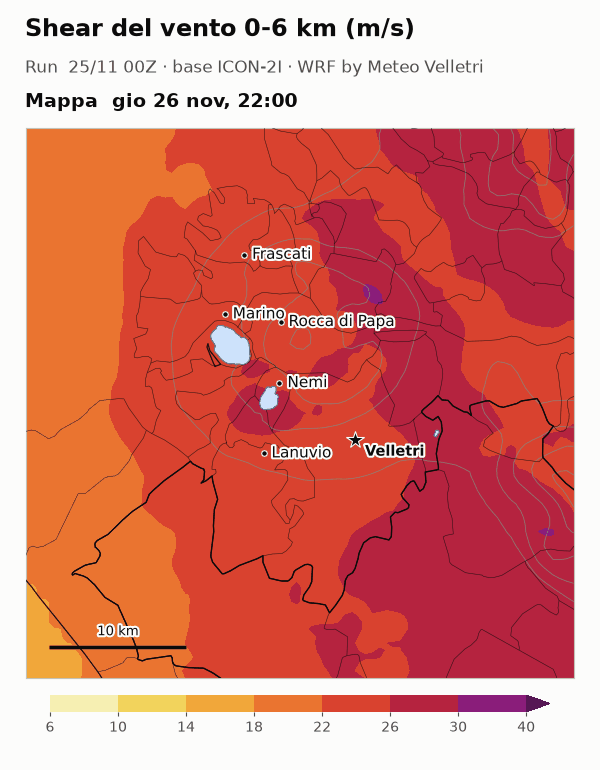 Shear del vento 0-6 km (m/s)
Run  25/11 00Z · base ICON-2I · WRF by Meteo Velletri
Mappa  gio 26 nov, 22:00
Frascati
Marino
Rocca di Papa
Nemi
Velletri
Lanuvio
10 km
6 10 14 18 22 26 30 40